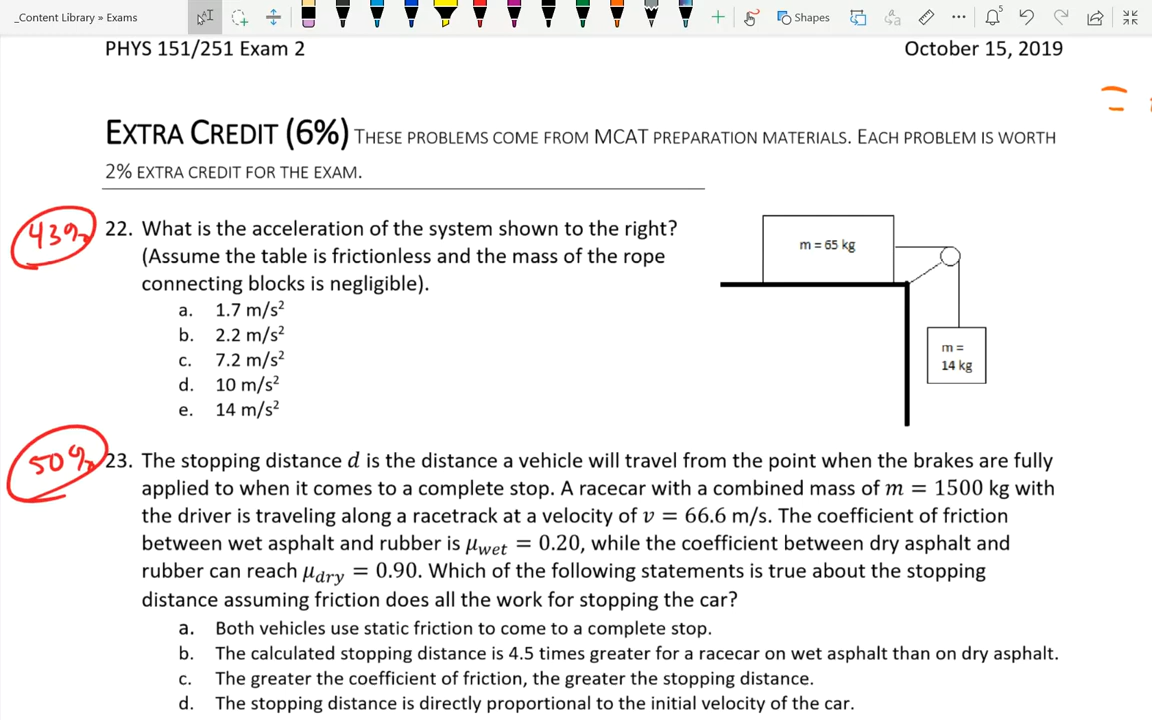 _Content Library » Exams
Shapes
5
PHYS 151/251 Exam 2
October 15, 2019
EXTRA CREDIT (6%) THESE PROBLEMS COME FROM MCAT PREPARATION MATERIALS. EACH PROBLEM IS WORTH
2% EXTRA CREDIT FOR THE EXAM.
43%
22. What is the acceleration of the system shown to the right?
(Assume the table is frictionless and the mass of the rope
connecting blocks is negligible).
a. 1.7 m/s²
b. 2.2 m/s²
c. 7.2 m/s²
d. 10 m/s²
e. 14 m/s²
m = 65 kg
m =
14 kg
50%
23. The stopping distance d is the distance a vehicle will travel from the point when the brakes are fully
applied to when it comes to a complete stop. A racecar with a combined mass of m = 1500 kg with
the driver is traveling along a racetrack at a velocity of v = 66.6 m/s. The coefficient of friction
between wet asphalt and rubber is μwet = 0.20, while the coefficient between dry asphalt and
rubber can reach μdry = 0.90. Which of the following statements is true about the stopping
distance assuming friction does all the work for stopping the car?
a. Both vehicles use static friction to come to a complete stop.
b. The calculated stopping distance is 4.5 times greater for a racecar on wet asphalt than on dry asphalt.
c. The greater the coefficient of friction, the greater the stopping distance.
d. The stopping distance is directly proportional to the initial velocity of the car.